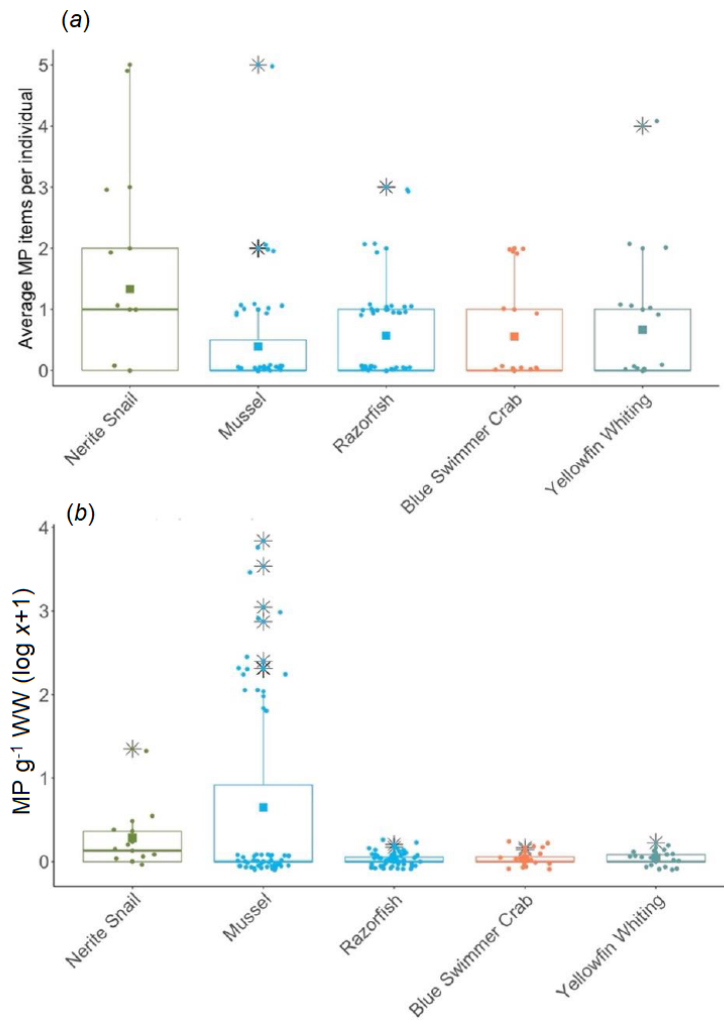 (a)
Average MP items per individual
5
4
3
2
1
0
Nerite Snail
Mussel
Razorfish
Blue Swimmer Crab
Yellowfin Whiting
(b)
MP g-1 WW (log x+1)
4
3
2
1
0
Nerite Snail
Mussel
Razorfish
Blue Swimmer Crab
Yellowfin Whiting